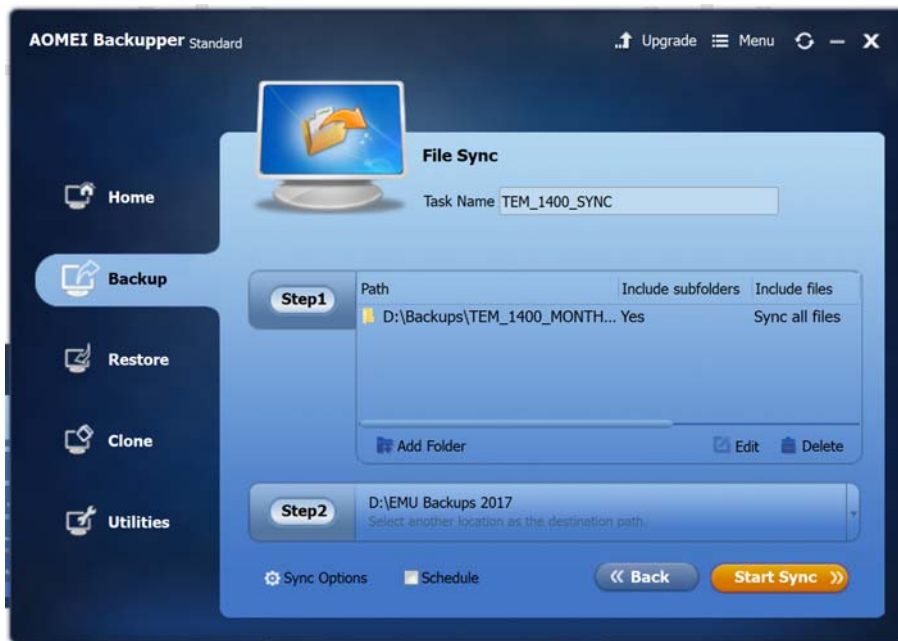 AOMEI Backupper Standard
Upgrade Menu
File Sync
Task Name TEM_1400_SYNC
Home
Backup
Restore
Clone
Utilities
Step1
Path Include subfolders Include files
D:\Backups\TEM_1400_MONTH... Yes Sync all files
Add Folder Edit Delete
Step2
D:\EMU Backups 2017
Select another location as the destination path.
Sync Options Schedule Back Start Sync